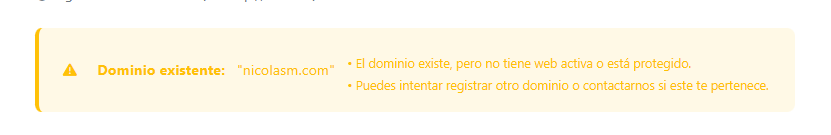 Dominio existente: "nicolasm.com"
• El dominio existe, pero no tiene web activa o está protegido.
• Puedes intentar registrar otro dominio o contactarnos si este te pertenece.